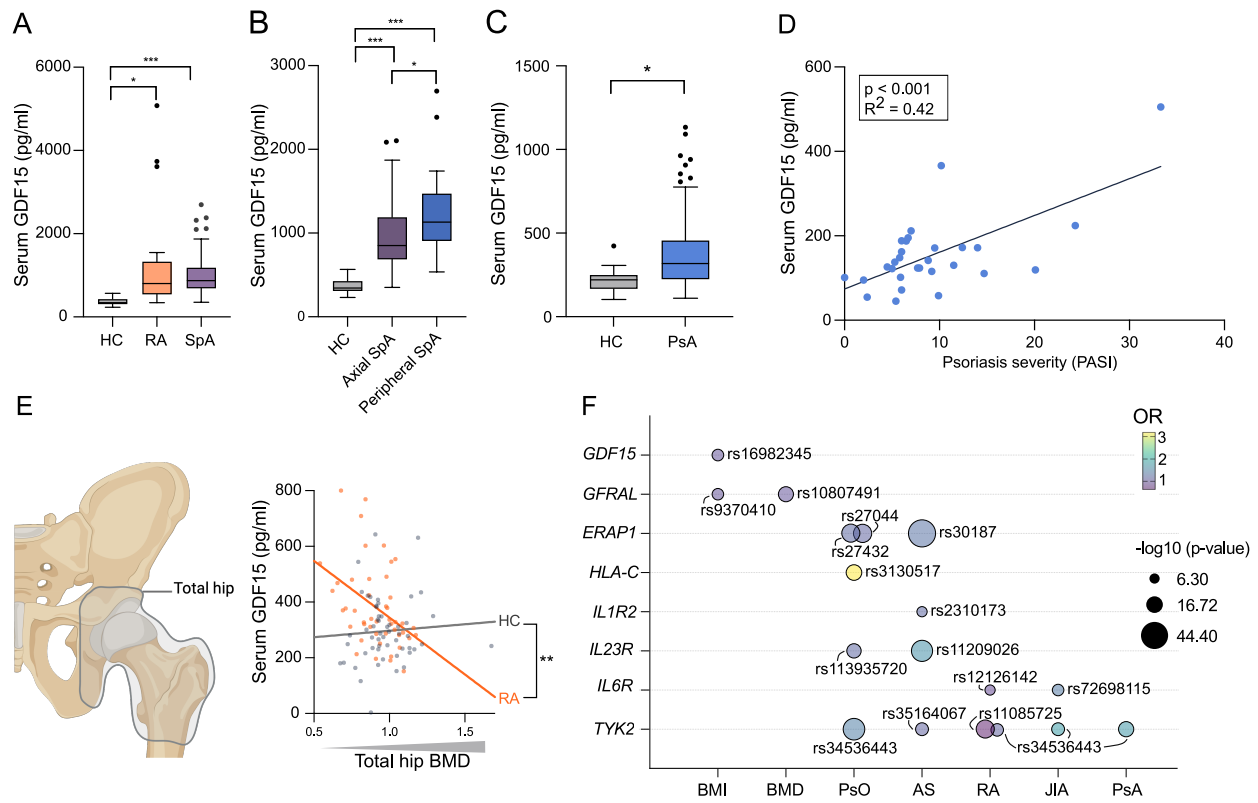 A
Serum GDF15 (pg/ml)
6000
4000
2000
0
***
*
HC
RA
SpA
B
Serum GDF15 (pg/ml)
3000
2000
1000
0
***
***
*
HC
Axial SpA
Peripheral SpA
C
Serum GDF15 (pg/ml)
1500
1000
500
0
*
HC
PsA
D
Serum GDF15 (pg/ml)
600
400
200
0
p < 0.001
R² = 0.42
0
10
20
30
40
Psoriasis severity (PASI)
E
Total hip
Serum GDF15 (pg/ml)
800
600
400
200
0
HC
**
RA
0.5
1.0
1.5
Total hip BMD
F
GDF15
GFRAL
ERAP1
HLA-C
IL1R2
IL23R
IL6R
TYK2
rs16982345
rs9370410
rs10807491
rs27044
rs27432
rs30187
rs3130517
rs2310173
rs113935720
rs11209026
rs12126142
rs72698115
rs35164067
rs11085725
rs34536443
rs34536443
BMI
BMD
PsO
AS
RA
JIA
PsA
OR
3
2
1
-log10 (p-value)
6.30
16.72
44.40